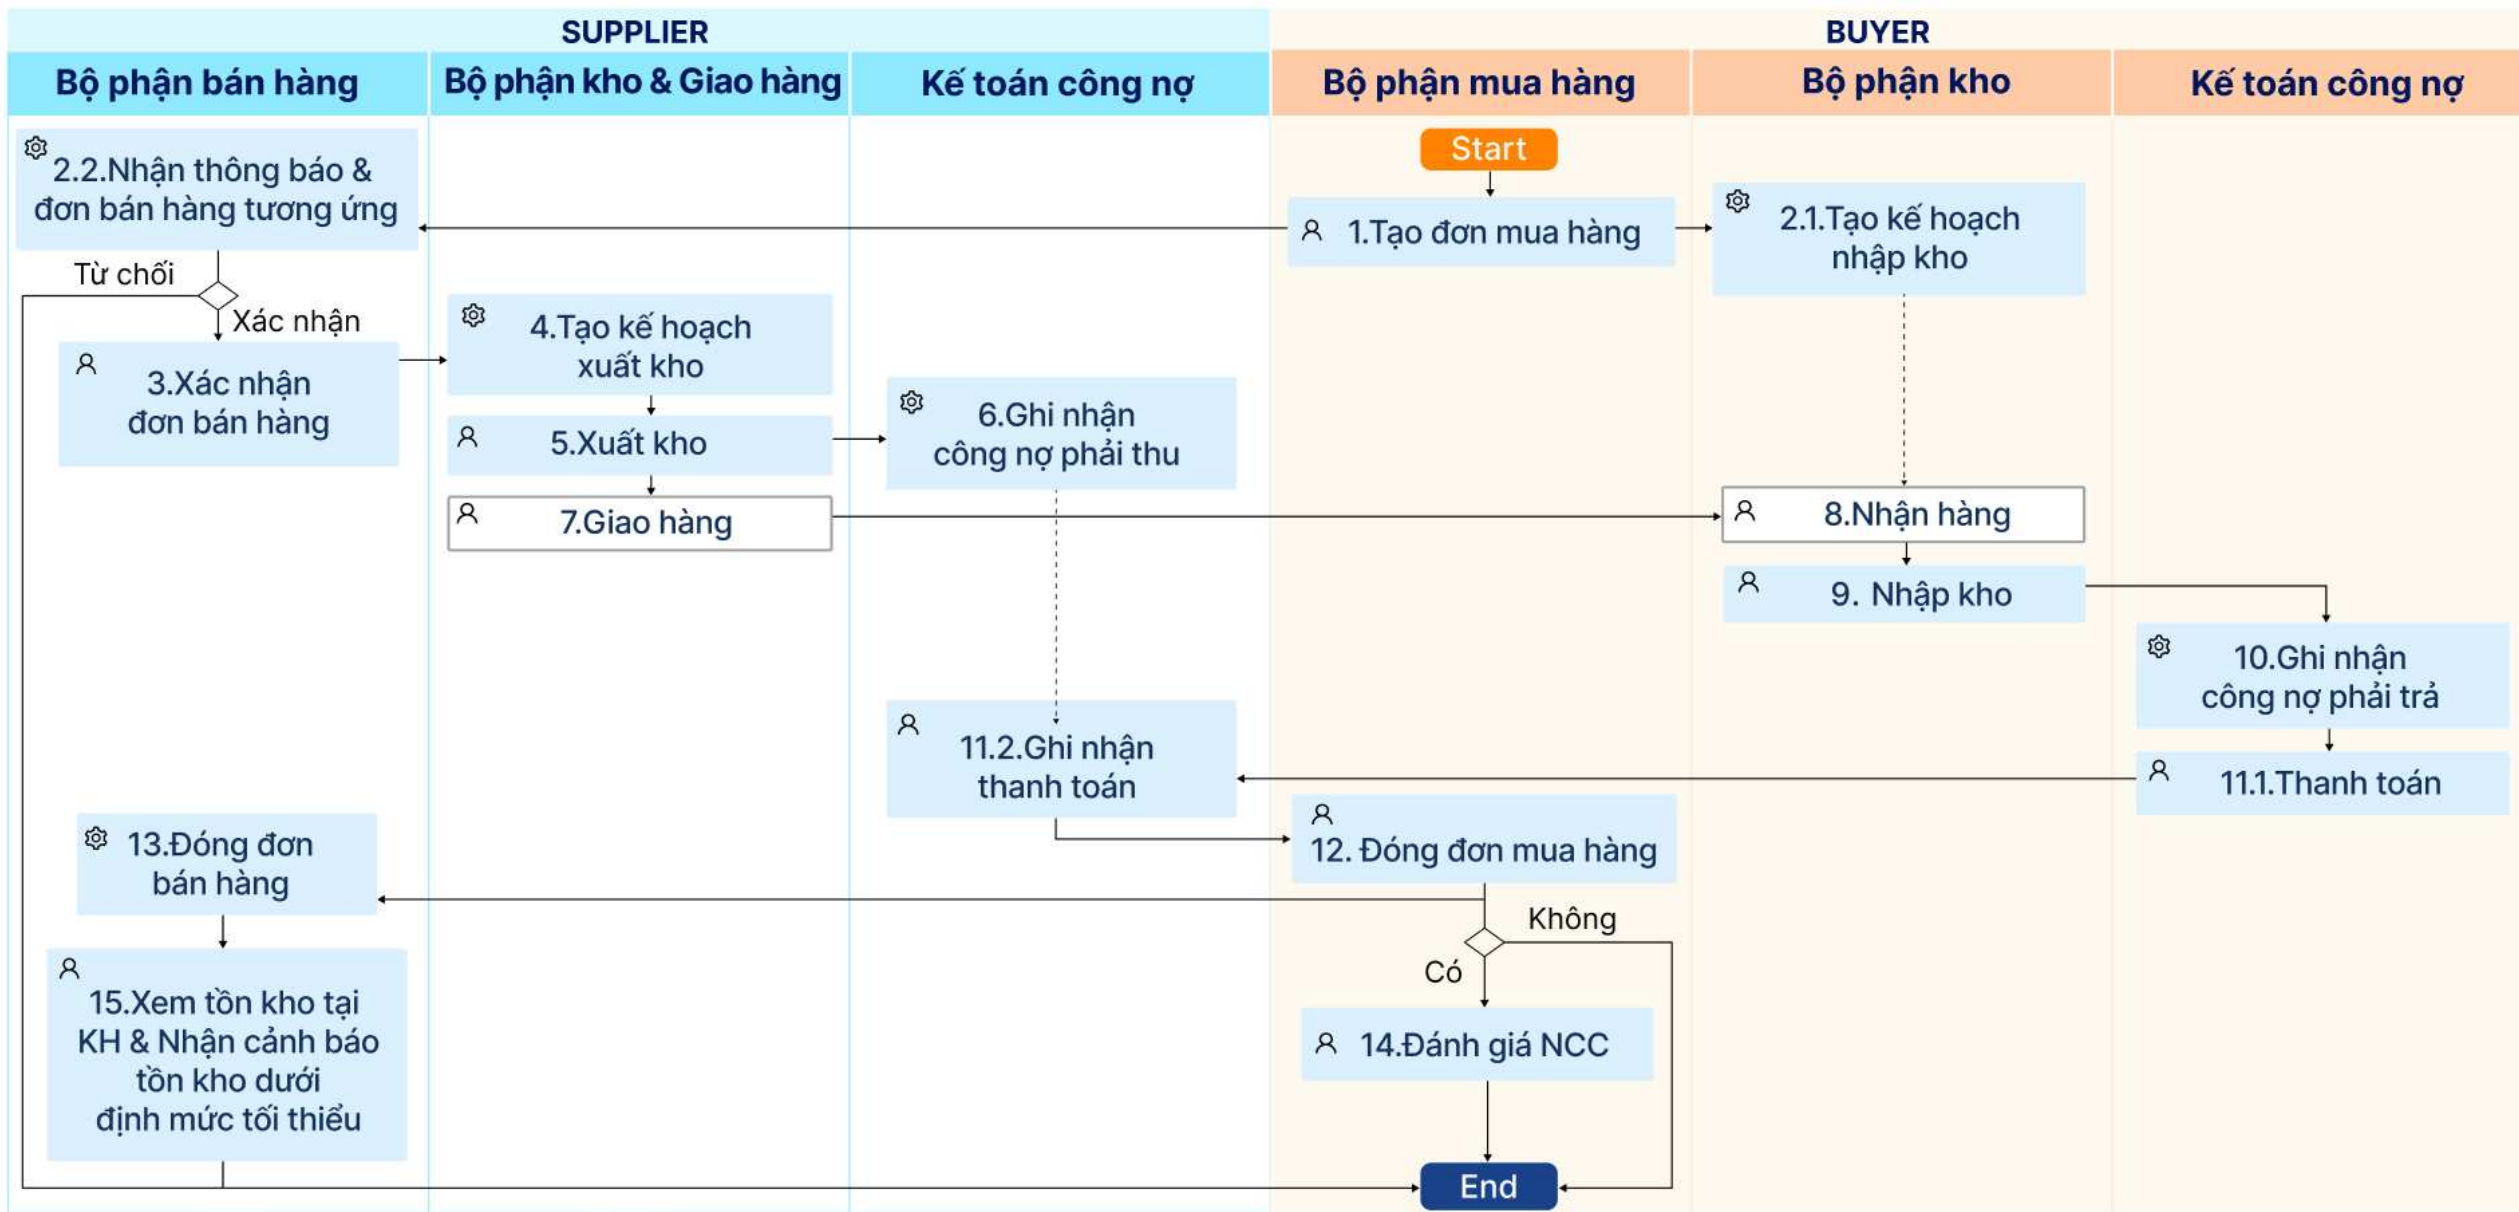 SUPPLIER
BUYER
Bộ phận bán hàng
Bộ phận kho & Giao hàng
Kế toán công nợ
Bộ phận mua hàng
Bộ phận kho
Kế toán công nợ
Start
2.2.Nhận thông báo &
đơn bán hàng tương ứng
1.Tạo đơn mua hàng
2.1.Tạo kế hoạch
nhập kho
Từ chối
Xác nhận
3.Xác nhận
đơn bán hàng
4.Tạo kế hoạch
xuất kho
5.Xuất kho
6.Ghi nhận
công nợ phải thu
7.Giao hàng
8.Nhận hàng
9. Nhập kho
10.Ghi nhận
công nợ phải trả
11.1.Thanh toán
11.2.Ghi nhận
thanh toán
12. Đóng đơn mua hàng
13.Đóng đơn
bán hàng
Không
Có
14.Đánh giá NCC
15.Xem tồn kho tại
KH & Nhận cảnh báo
tồn kho dưới
định mức tối thiểu
End